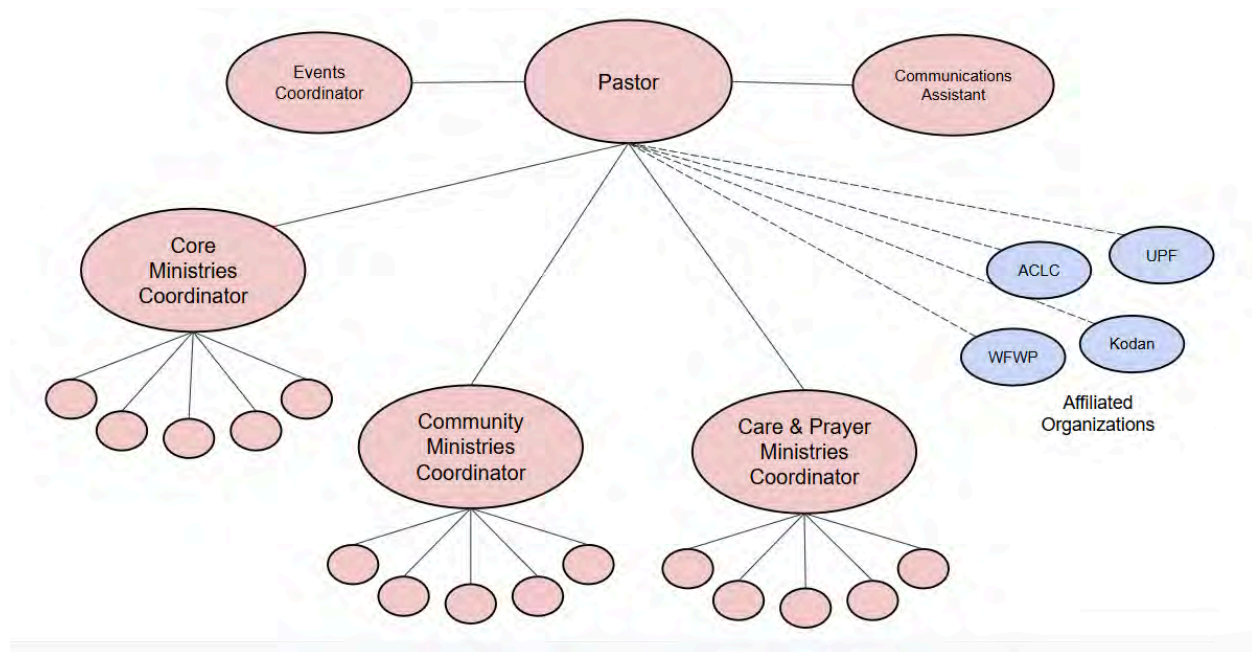 Events
Coordinator
Pastor
Communications
Assistant
Core
Ministries
Coordinator
ACLC
UPF
WFWP
Kodan
Affiliated
Organizations
Community
Ministries
Coordinator
Care & Prayer
Ministries
Coordinator